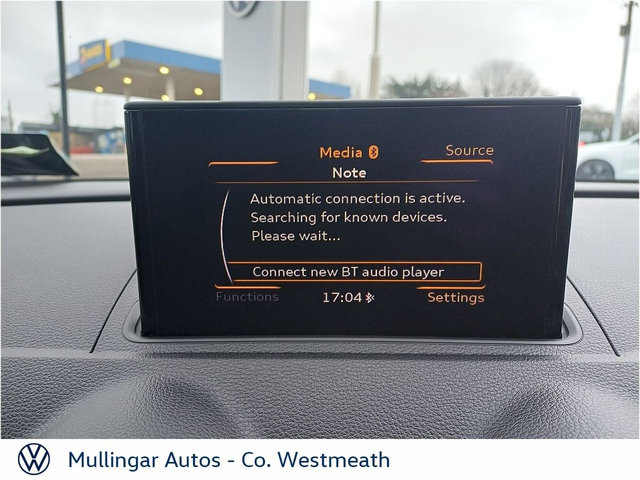 Media
Source
Note
Automatic connection is active.
Searching for known devices.
Please wait...
Connect new BT audio player
Functions
17:04
Settings
Mullingar Autos - Co. Westmeath